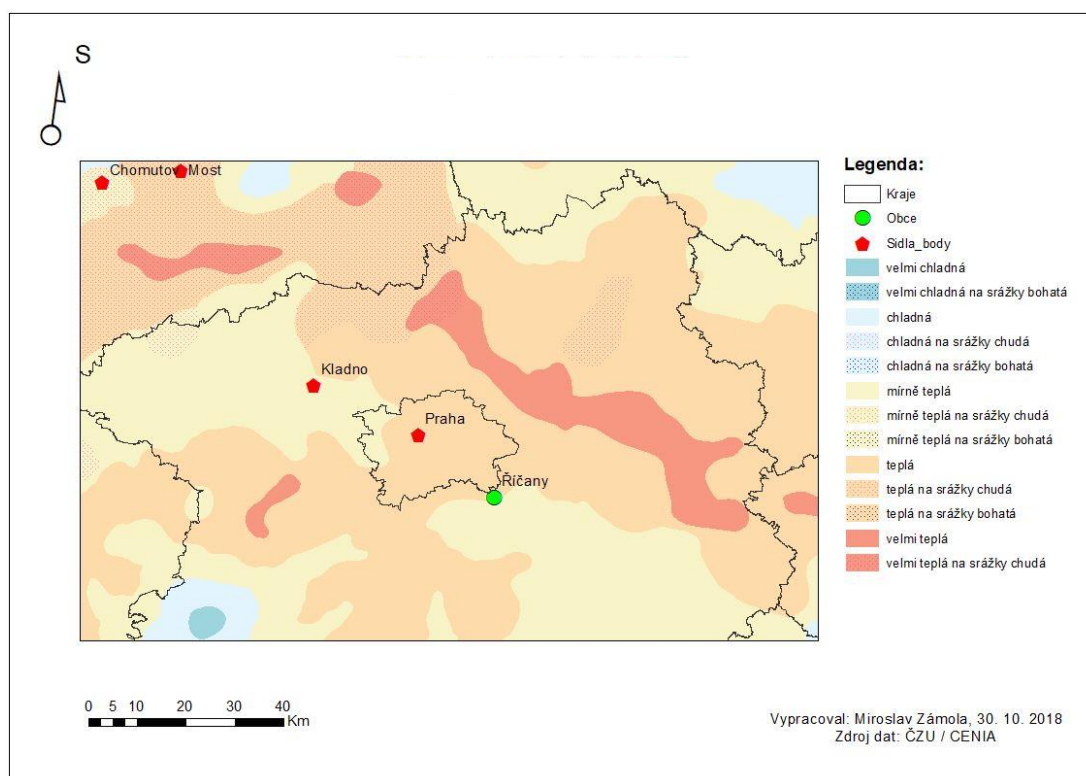 S
Chomutov
Most
Kladno
Praha
Říčany
Legenda:
Kraje
Obce
Sidla_body
velmi chladná
velmi chladná na srážky bohatá
chladná
chladná na srážky chudá
chladná na srážky bohatá
mírně teplá
mírně teplá na srážky chudá
mírně teplá na srážky bohatá
teplá
teplá na srážky chudá
teplá na srážky bohatá
velmi teplá
velmi teplá na srážky chudá
0 5 10 20 30 40
Km
Vypracoval: Miroslav Zámola, 30. 10. 2018
Zdroj dat: ČZU / CENIA